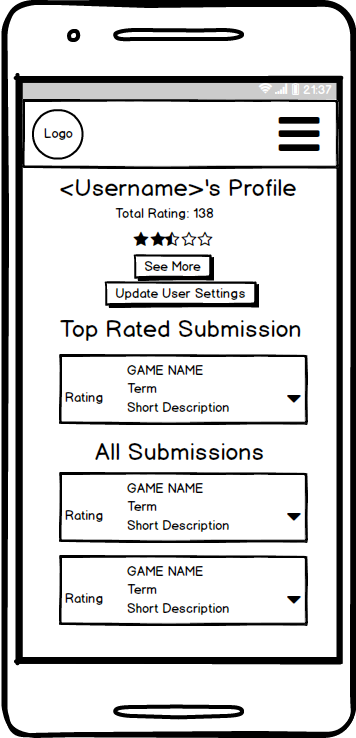 21:37
Logo
<Username>'s Profile
Total Rating: 138
See More
Update User Settings
Top Rated Submission
GAME NAME
Term
Rating
Short Description
All Submissions
GAME NAME
Term
Rating
Short Description
GAME NAME
Term
Rating
Short Description